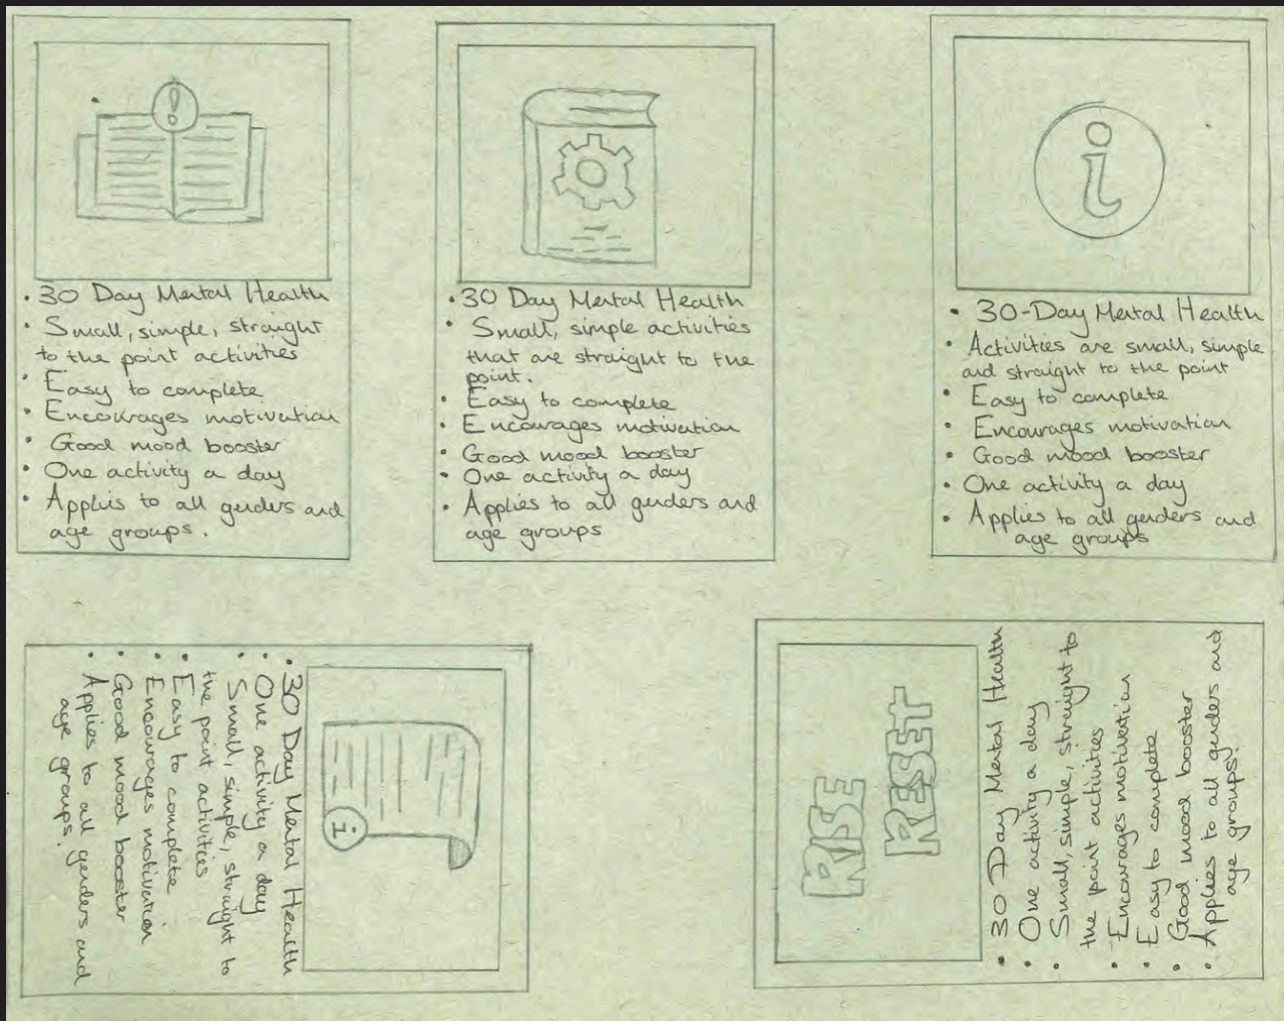 !
• 30 Day Mental Health
• Small, simple, straight
to the point activities
• Easy to complete
• Encourages motivation
• Good mood booster
• One activity a day
• Applies to all genders and
age groups.
• 30 Day Mental Health
• Small, simple activities
that are straight to the
point.
• Easy to complete
• Encourages motivation
• Good mood booster
• One activity a day
• Applies to all genders and
age groups
i
• 30-Day Mental Health
• Activities are small, simple
and straight to the point
• Easy to complete
• Encourages motivation
• Good mood booster
• One activity a day
• Applies to all genders and
age groups
i
• 30 Day Mental Health
• One activity a day
• Small, simple, straight to
the point activities
• Easy to complete
• Encourages motivation
• Good mood booster
• Applies to all genders and
age groups.
RISE
RESET
• 30 Day Mental Health
• One activity a day
• Small, simple, straight to
the point activities
• Encourages motivation
• Easy to complete
• Good mood booster
• Applies to all genders and
age groups.